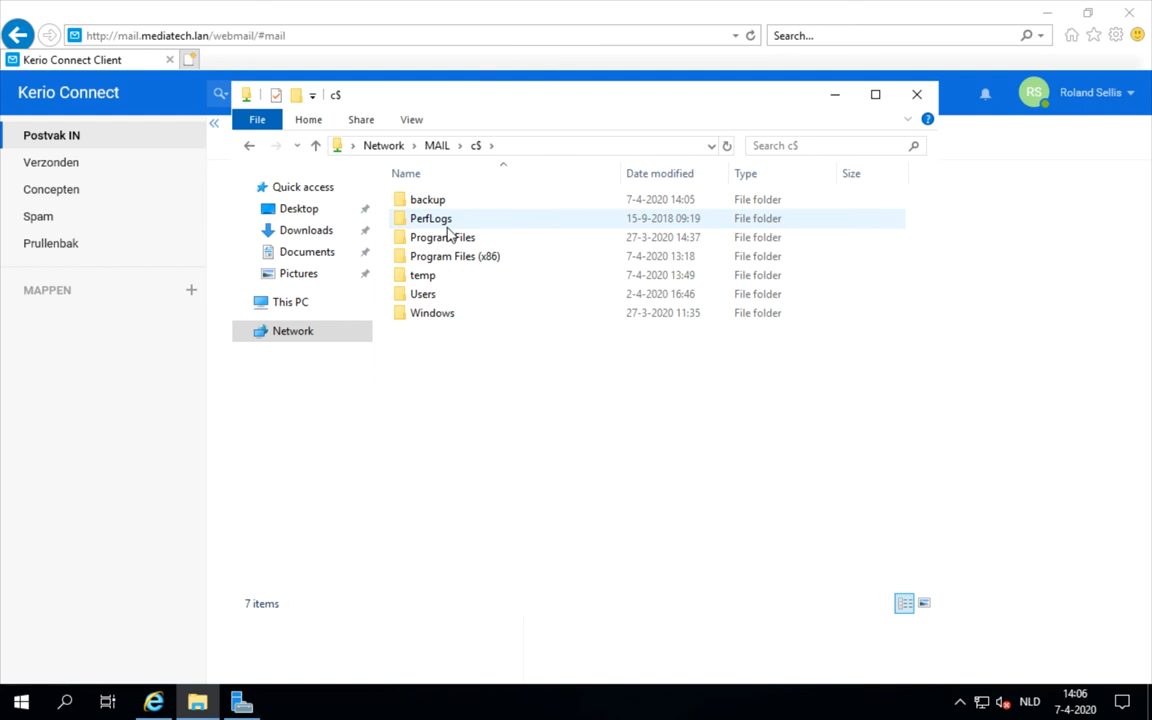 http://mail.mediatech.lan/webmail/#mail
Search...
Kerio Connect Client
Kerio Connect
c$
RS
Roland Sellis
File
Home
Share
View
Postvak IN
Verzonden
Concepten
Spam
Prullenbak
MAPPEN
Network
MAIL
c$
Search c$
Quick access
Desktop
Downloads
Documents
Pictures
This PC
Network
Name Date modified Type Size
backup 7-4-2020 14:05 File folder
PerfLogs 15-9-2018 09:19 File folder
Program Files 27-3-2020 14:37 File folder
Program Files (x86) 7-4-2020 13:18 File folder
temp 7-4-2020 13:49 File folder
Users 2-4-2020 16:46 File folder
Windows 27-3-2020 11:35 File folder
7 items
NLD
14:06
7-4-2020